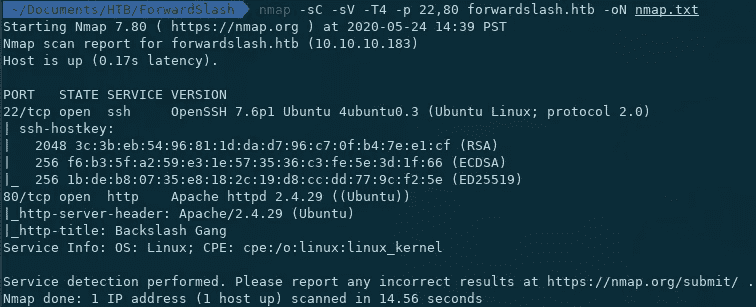 ~/Documents/HTB/ForwardSlash nmap -sC -sV -T4 -p 22,80 forwardslash.htb -oN nmap.txt
Starting Nmap 7.80 ( https://nmap.org ) at 2020-05-24 14:39 PST
Nmap scan report for forwardslash.htb (10.10.10.183)
Host is up (0.17s latency).

PORT   STATE SERVICE VERSION
22/tcp open  ssh     OpenSSH 7.6p1 Ubuntu 4ubuntu0.3 (Ubuntu Linux; protocol 2.0)
| ssh-hostkey:
|   2048 3c:3b:eb:54:96:81:1d:da:d7:96:c7:0f:b4:7e:e1:cf (RSA)
|   256 f6:b3:5f:a2:59:e3:1e:57:35:36:c3:fe:5e:3d:1f:66 (ECDSA)
|_  256 1b:de:b8:07:35:e8:18:2c:19:d8:cc:dd:77:9c:f2:5e (ED25519)
80/tcp open  http    Apache httpd 2.4.29 ((Ubuntu))
|_http-server-header: Apache/2.4.29 (Ubuntu)
|_http-title: Backslash Gang
Service Info: OS: Linux; CPE: cpe:/o:linux:linux_kernel

Service detection performed. Please report any incorrect results at https://nmap.org/submit/
Nmap done: 1 IP address (1 host up) scanned in 14.56 seconds